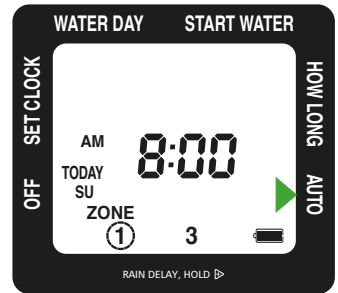 WATER DAY START WATER
SET CLOCK
OFF
HOW LONG
AUTO
AM
8:00
TODAY
SU
ZONE
1 3
RAIN DELAY, HOLD